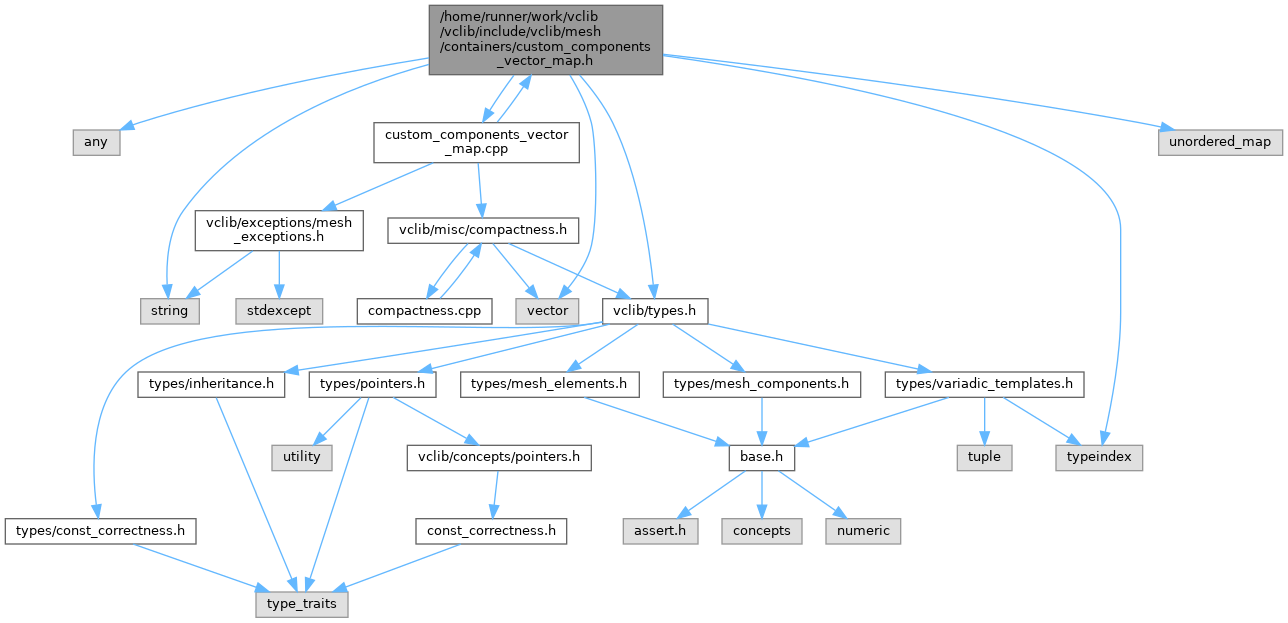 /home/runner/work/vclib
/vclib/include/vclib/mesh
/containers/custom_components
_vector_map.h
any
custom_components_vector
_map.cpp
unordered_map
vclib/exceptions/mesh
_exceptions.h
vclib/misc/compactness.h
string
stdexcept
compactness.cpp
vector
vclib/types.h
types/inheritance.h
types/pointers.h
types/mesh_elements.h
types/mesh_components.h
types/variadic_templates.h
utility
vclib/concepts/pointers.h
base.h
tuple
typeindex
types/const_correctness.h
const_correctness.h
assert.h
concepts
numeric
type_traits